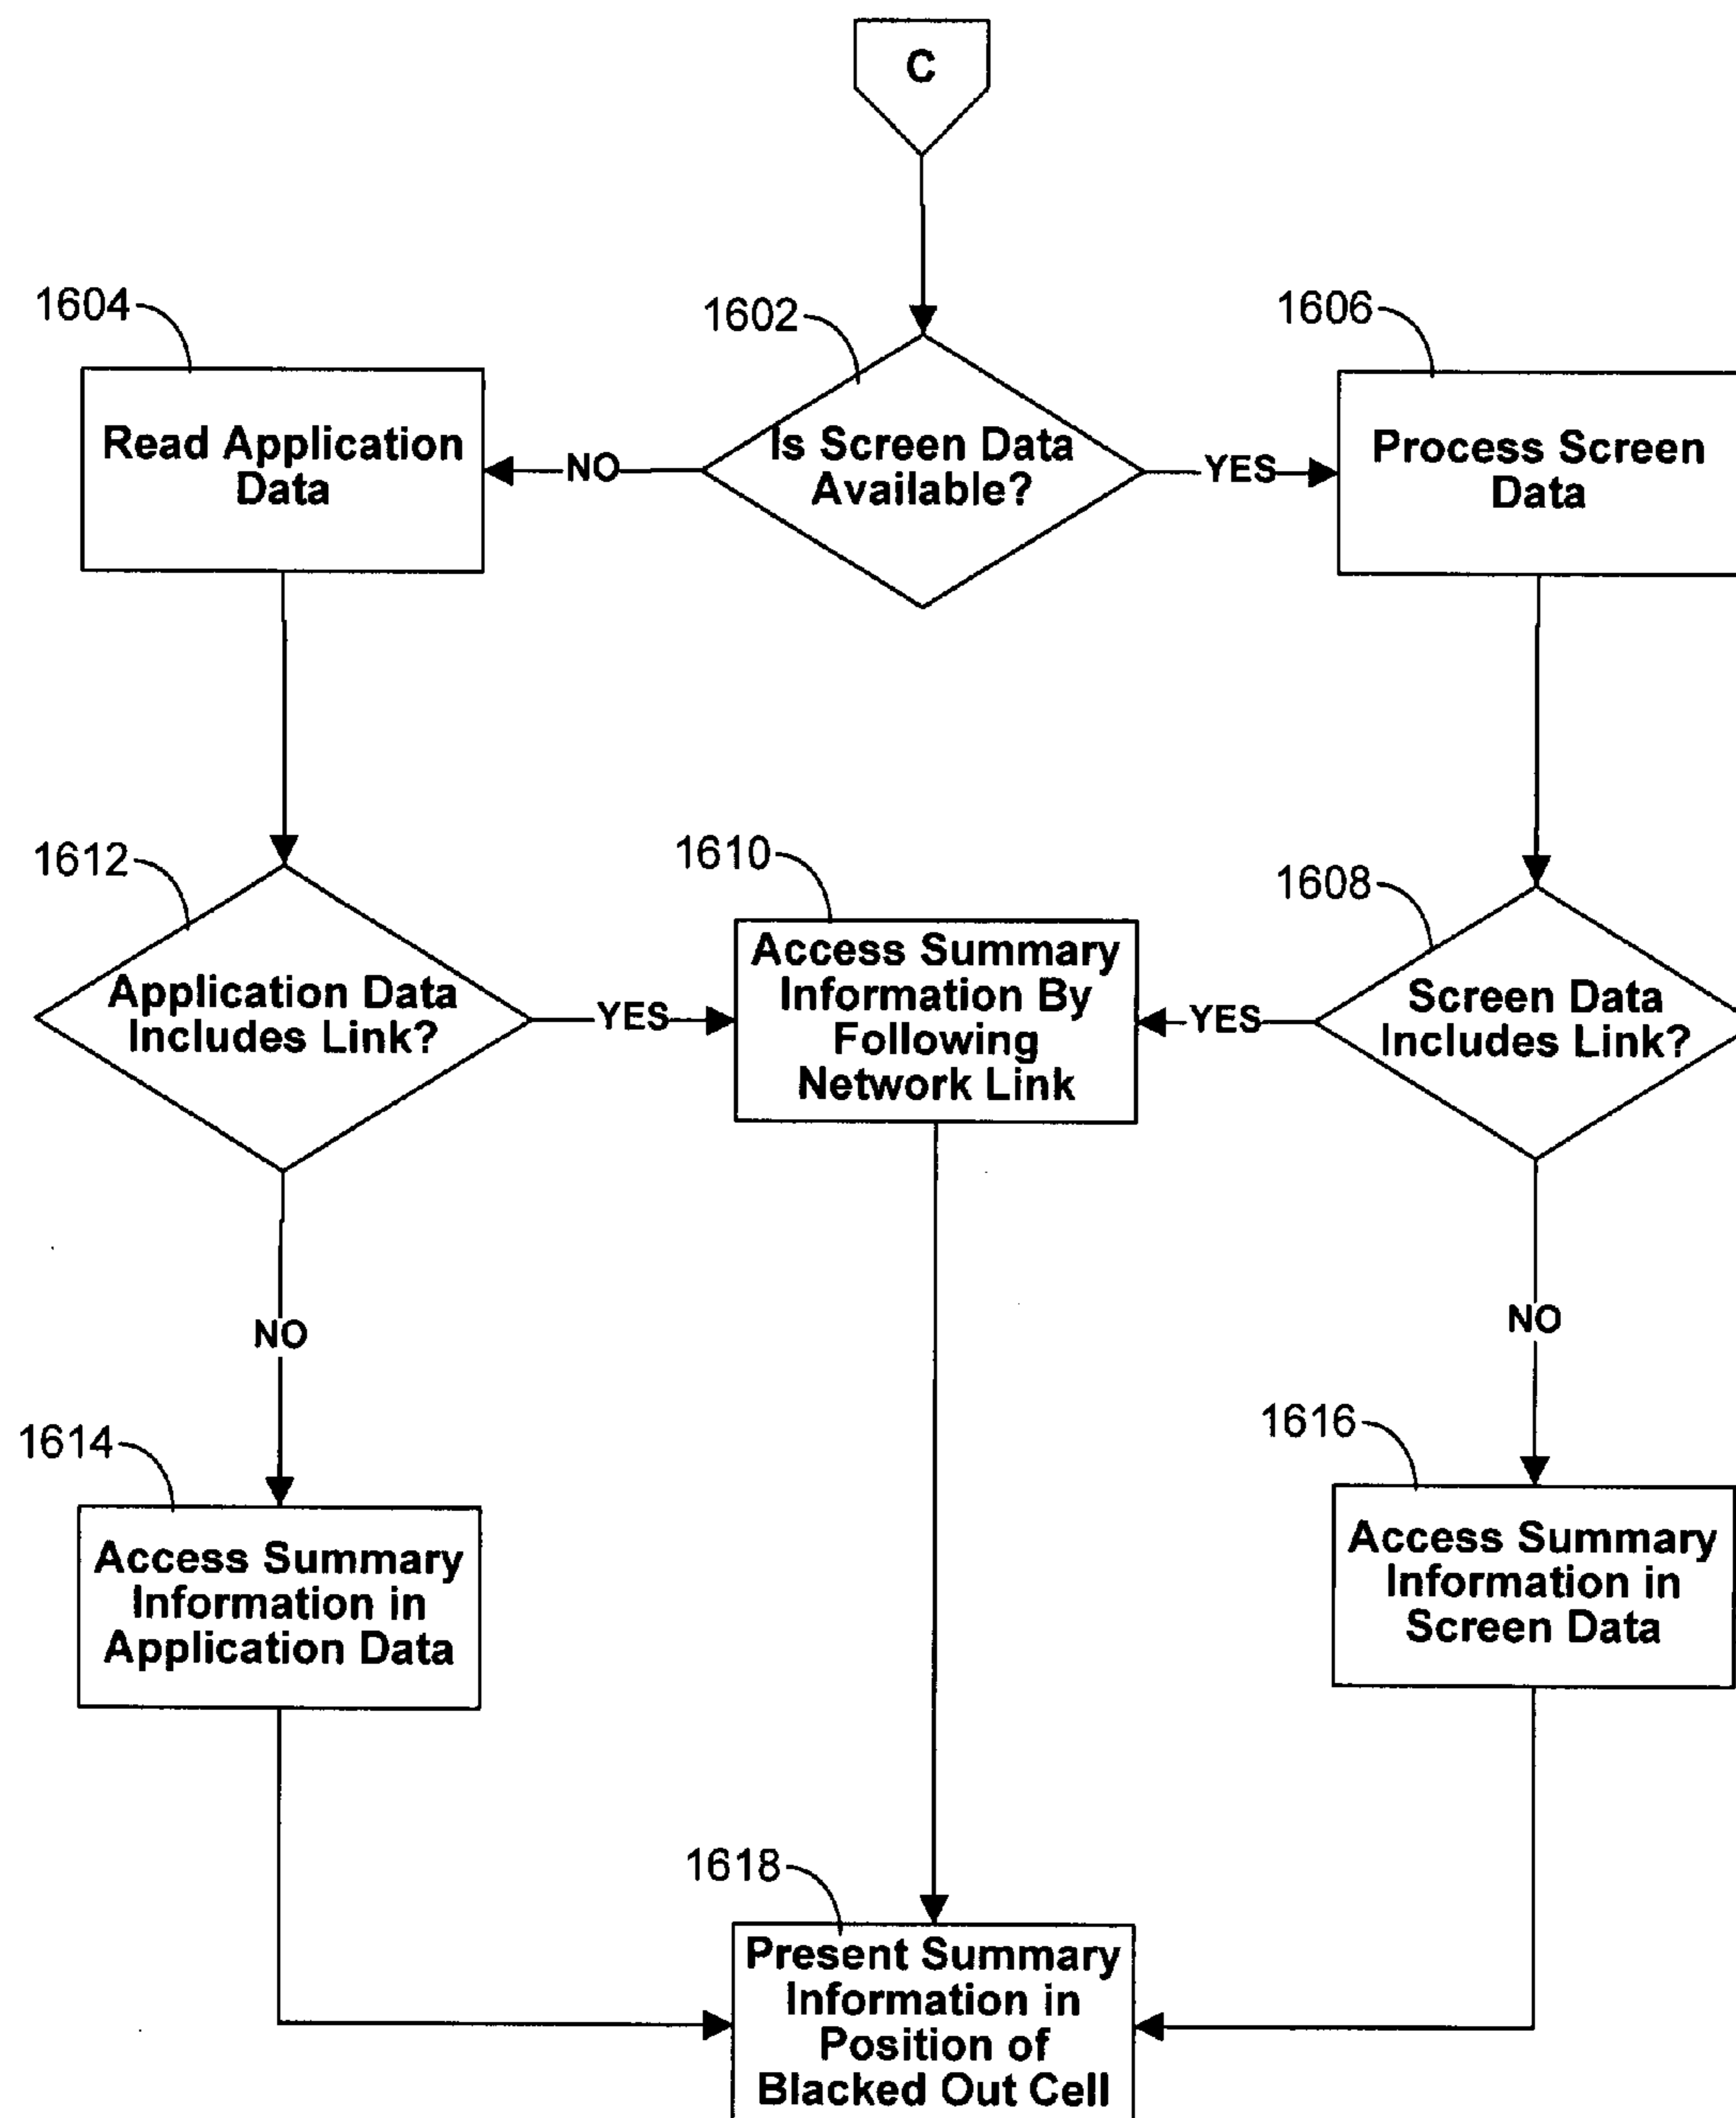 C
1604
1602
1606
Read Application
Data
NO
Is Screen Data
Available?
YES
Process Screen
Data
1612
1610
1608
Application Data
Includes Link?
YES
Access Summary
Information By
Following
Network Link
YES
Screen Data
Includes Link?
NO
NO
1614
1616
Access Summary
Information in
Application Data
Access Summary
Information in
Screen Data
1618
Present Summary
Information in
Position of
Blacked Out Cell